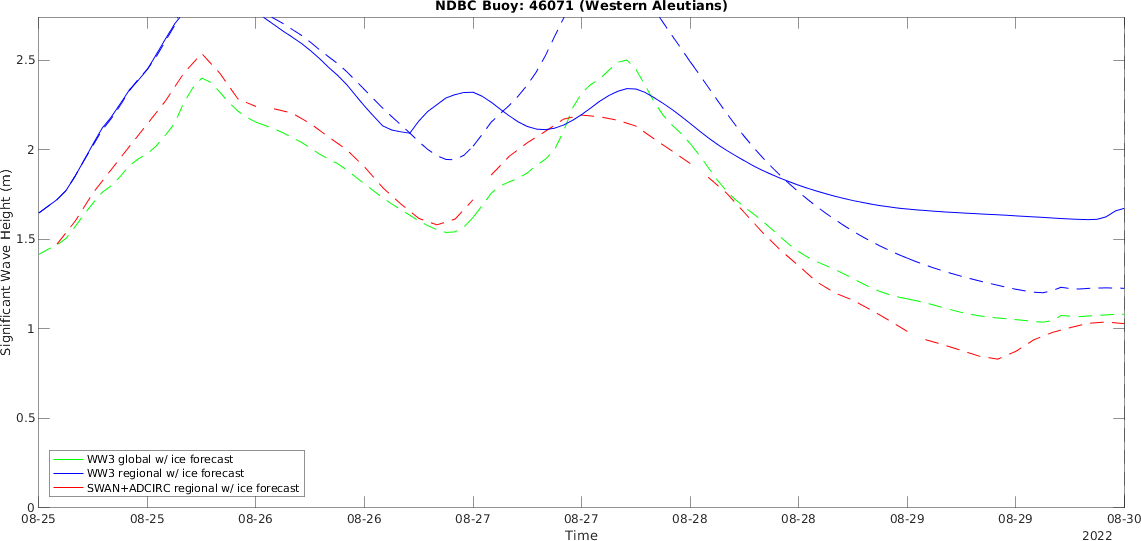 NDBC Buoy: 46071 (Western Aleutians)
Significant Wave Height (m)
2.5
2
1.5
1
0.5
0
WW3 global w/ ice forecast
WW3 regional w/ ice forecast
SWAN+ADCIRC regional w/ ice forecast
08-25 08-25 08-26 08-26 08-27 08-27 08-28 08-28 08-29 08-29 08-30
Time
2022